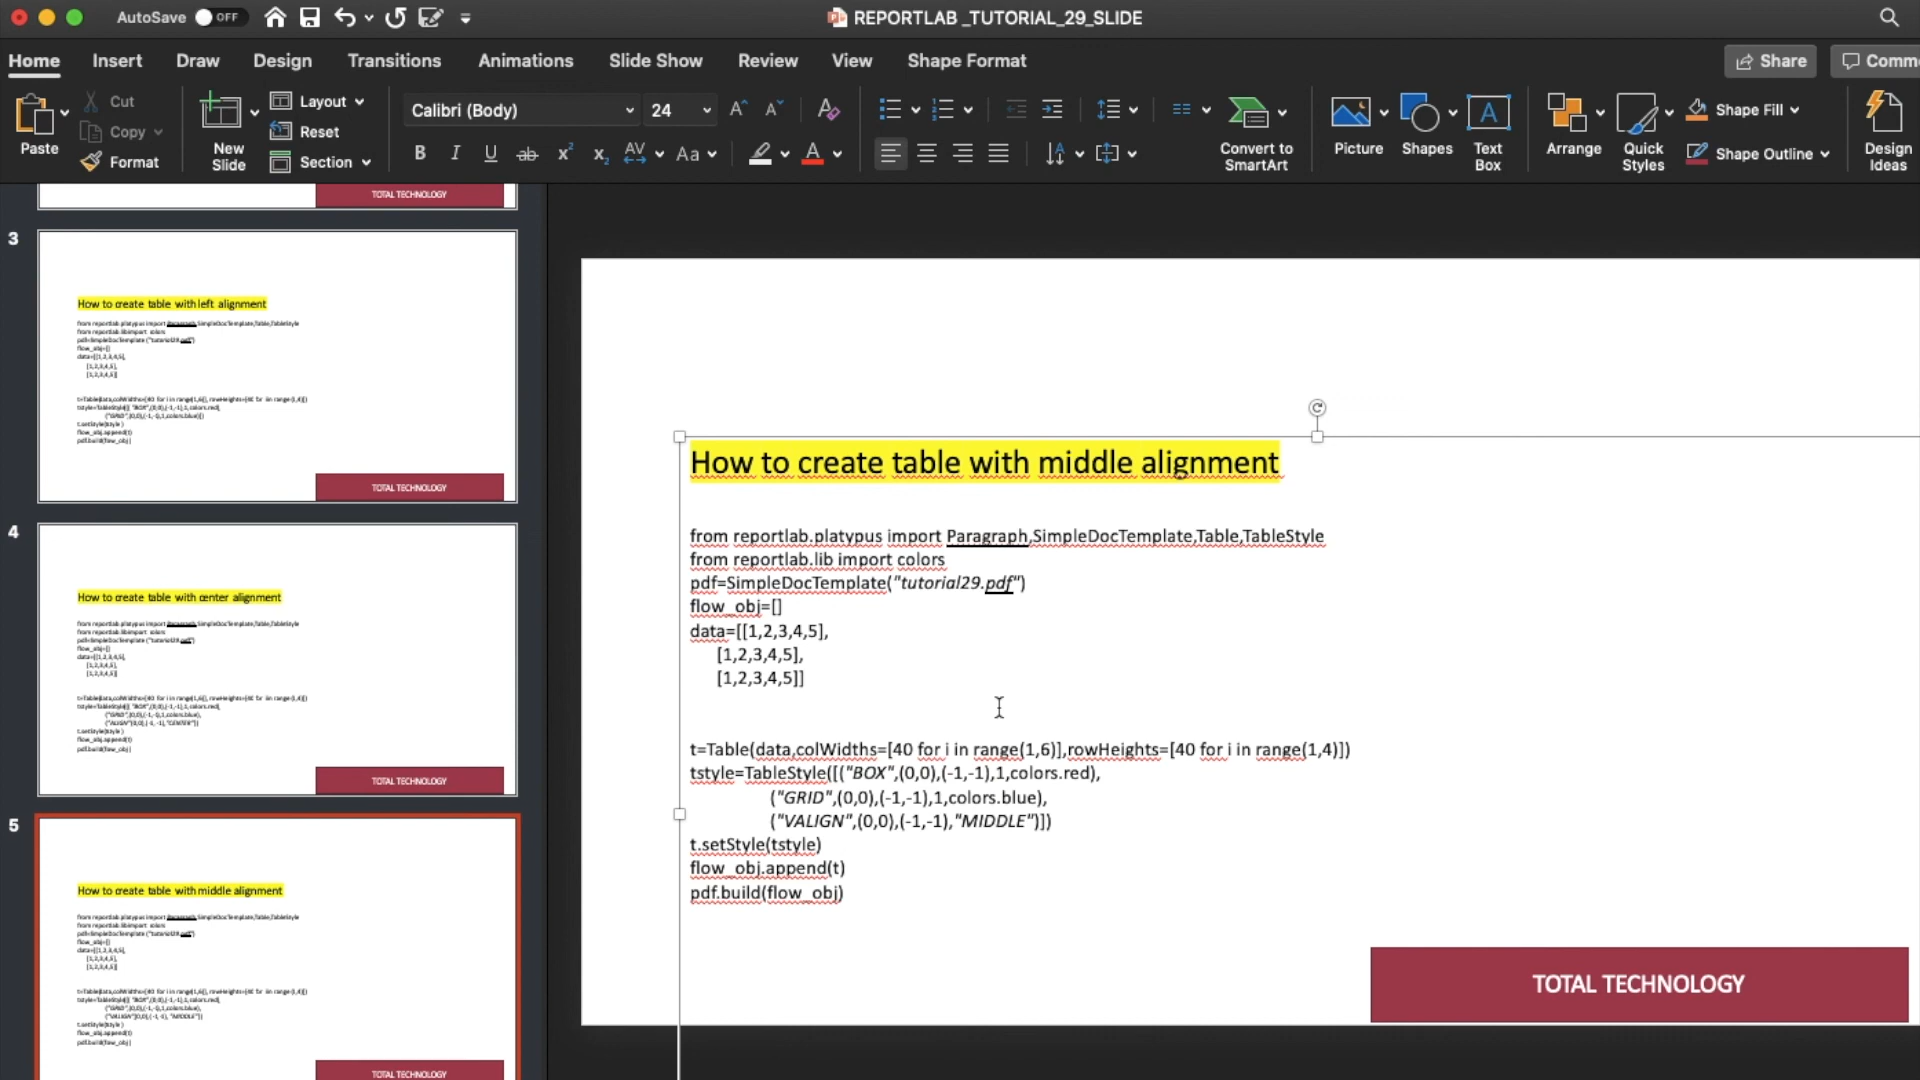 AutoSave OFF
REPORTLAB _TUTORIAL_29_SLIDE
Home Insert Draw Design Transitions Animations Slide Show Review View Shape Format
Share
Comm
Paste
Cut
Copy
Format
New
Slide
Layout
Reset
Section
Calibri (Body) 24
Convert to
SmartArt
Picture
Shapes
Text
Box
Arrange
Quick
Styles
Shape Fill
Shape Outline
Design
Ideas
TOTAL TECHNOLOGY
3
How to create table with left alignment
TOTAL TECHNOLOGY
4
How to create table with center alignment
TOTAL TECHNOLOGY
5
How to create table with middle alignment
TOTAL TECHNOLOGY
How to create table with middle alignment
from reportlab.platypus import Paragraph,SimpleDocTemplate,Table,TableStyle
from reportlab.lib import colors
pdf=SimpleDocTemplate("tutorial29.pdf")
flow_obj=[]
data=[[1,2,3,4,5],
[1,2,3,4,5],
[1,2,3,4,5]]
t=Table(data,colWidths=[40 for i in range(1,6)],rowHeights=[40 for i in range(1,4)])
tstyle=TableStyle([("BOX",(0,0),(-1,-1),1,colors.red),
("GRID",(0,0),(-1,-1),1,colors.blue),
("VALIGN",(0,0),(-1,-1),"MIDDLE")])
t.setStyle(tstyle)
flow_obj.append(t)
pdf.build(flow_obj)
TOTAL TECHNOLOGY